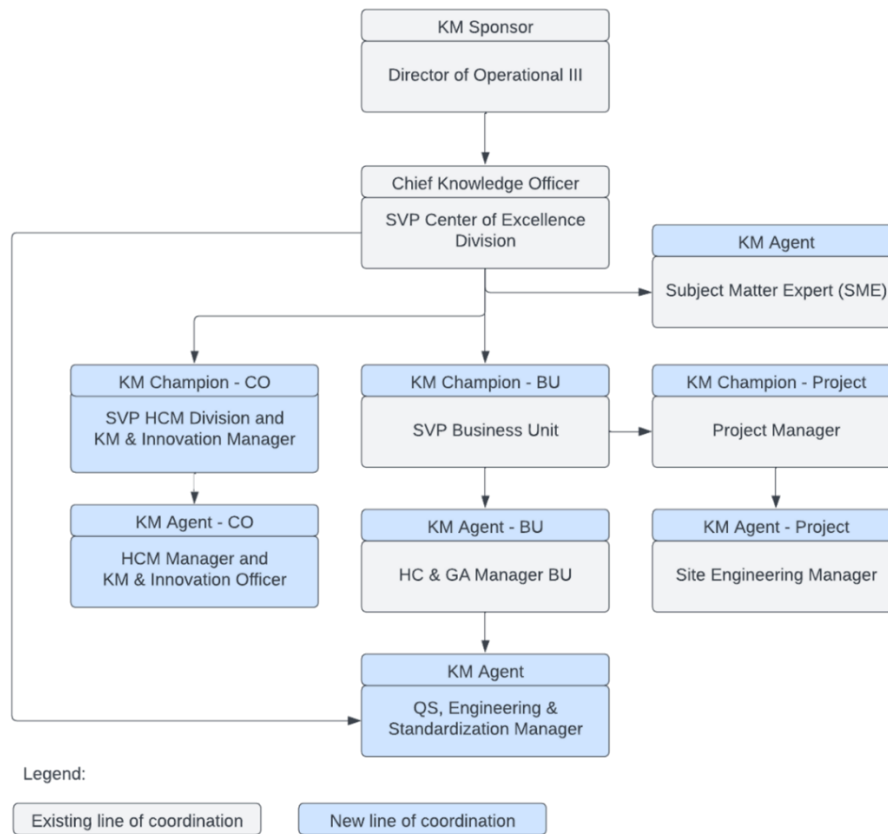 KM Sponsor
Director of Operational III
Chief Knowledge Officer
SVP Center of Excellence
Division
KM Agent
Subject Matter Expert (SME)
KM Champion - CO
SVP HCM Division and
KM & Innovation Manager
KM Champion - BU
SVP Business Unit
KM Champion - Project
Project Manager
KM Agent - CO
HCM Manager and
KM & Innovation Officer
KM Agent - BU
HC & GA Manager BU
KM Agent - Project
Site Engineering Manager
KM Agent
QS, Engineering &
Standardization Manager
Legend:
Existing line of coordination
New line of coordination